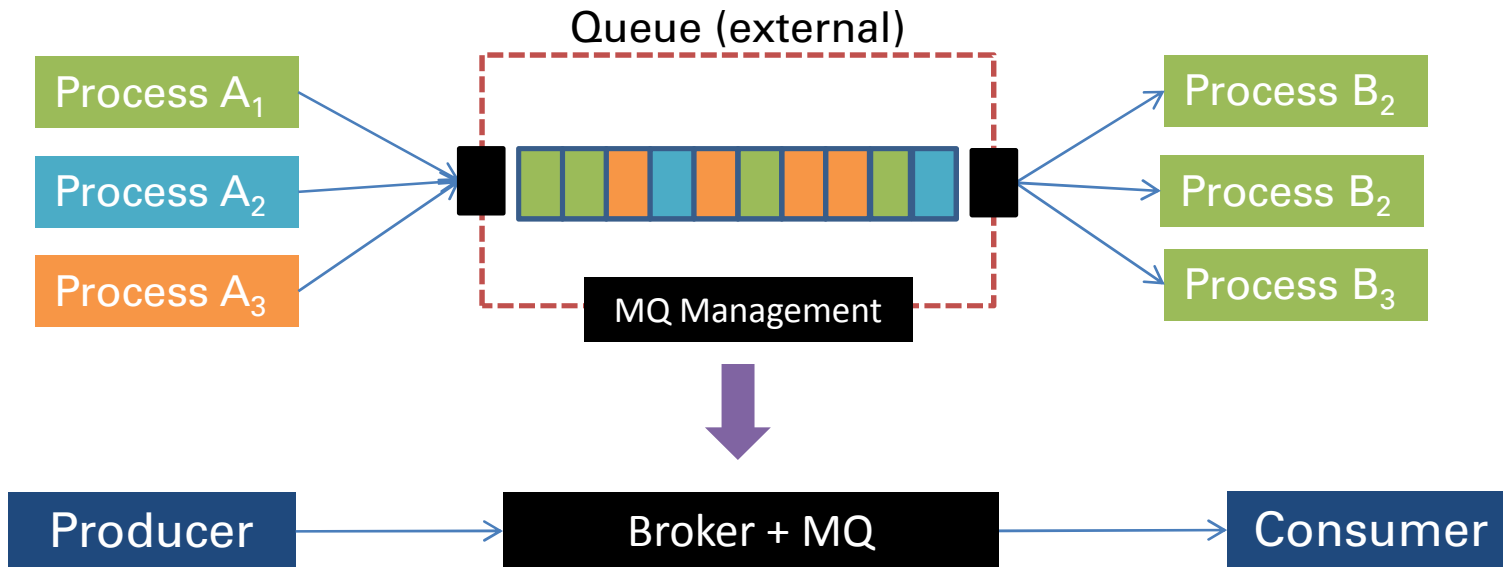 Queue (external)
Process A₁
Process A₂
Process A₃
Process B₂
Process B₂
Process B₃
MQ Management
Producer
Broker + MQ
Consumer